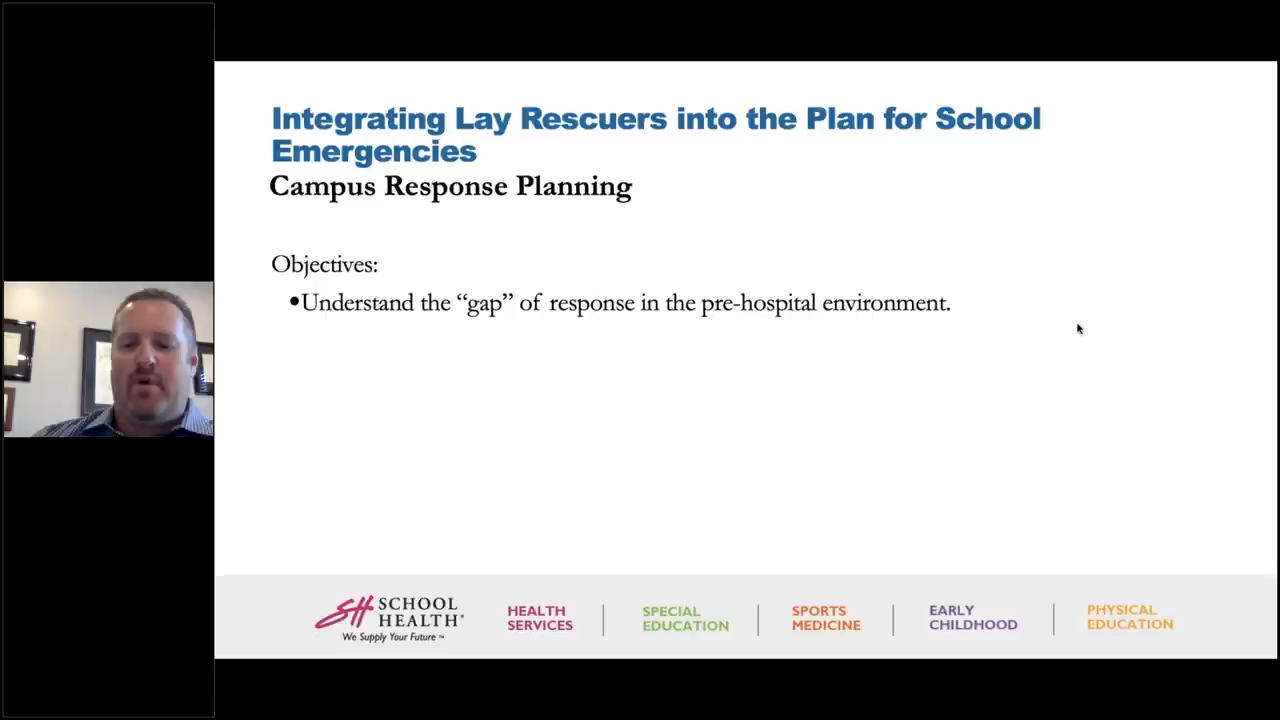 Integrating Lay Rescuers into the Plan for School
Emergencies
Campus Response Planning
Objectives:
•Understand the “gap” of response in the pre-hospital environment.
SH SCHOOL
HEALTH®
We Supply Your Future ™
HEALTH
SERVICES
SPECIAL
EDUCATION
SPORTS
MEDICINE
EARLY
CHILDHOOD
PHYSICAL
EDUCATION